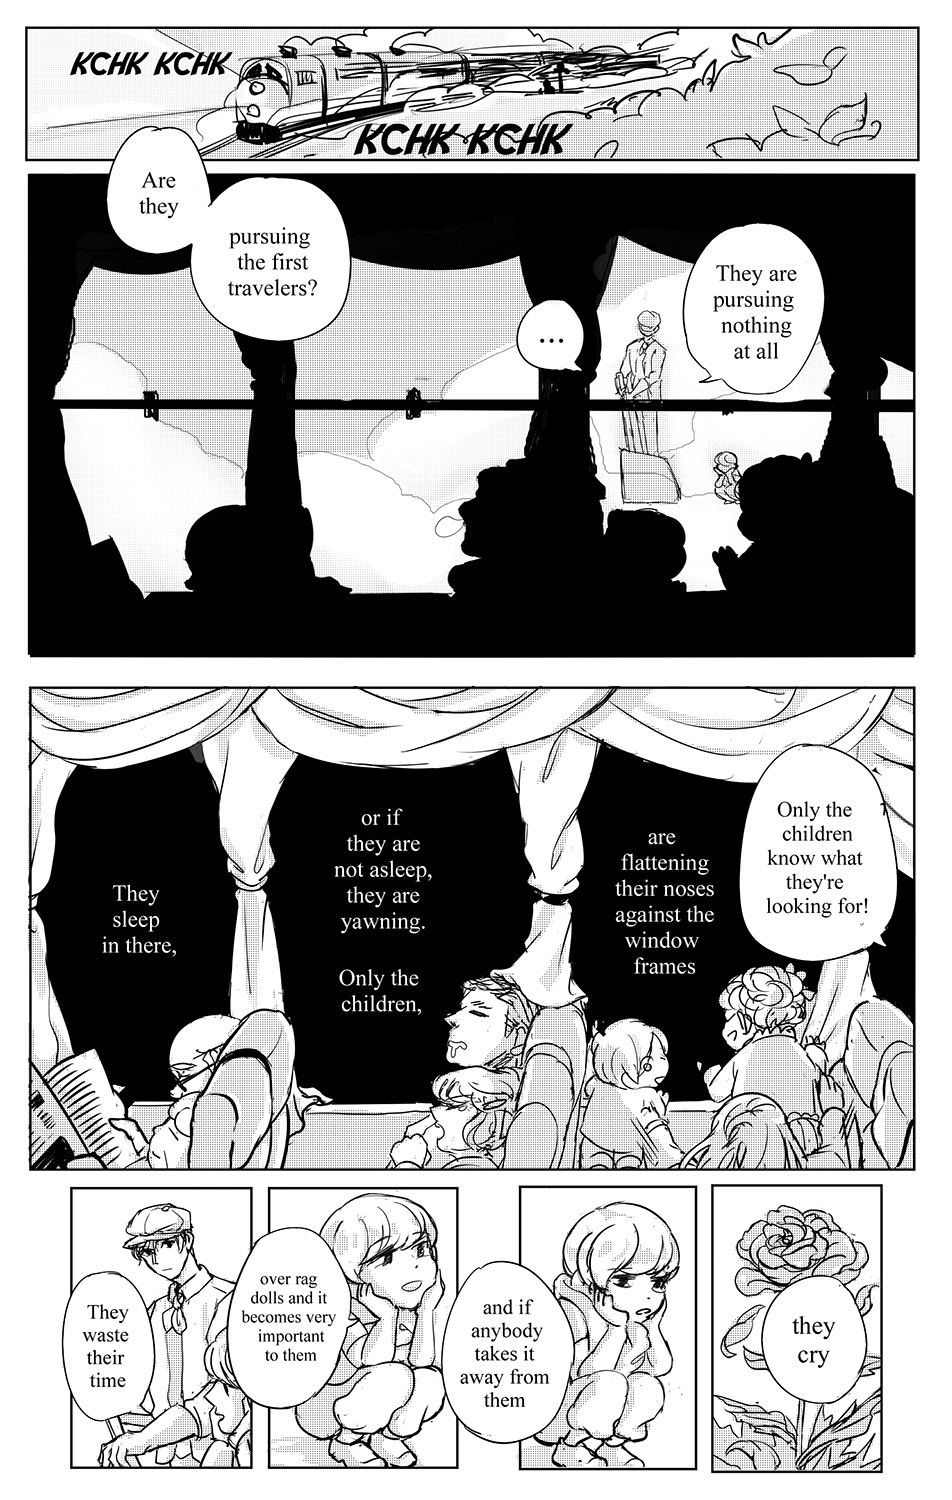 KCHK KCHK
KCHK KCHK
Are
they
pursuing
the first
travelers?
...
They are
pursuing
nothing
at all
They
sleep
in there,
or if
they are
not asleep,
they are
yawning.
Only the
children,
are
flattening
their noses
against the
window
frames
Only the
children
know what
they're
looking for!
They
waste
their
time
over rag
dolls and it
becomes very
important
to them
and if
anybody
takes it
away from
them
they
cry